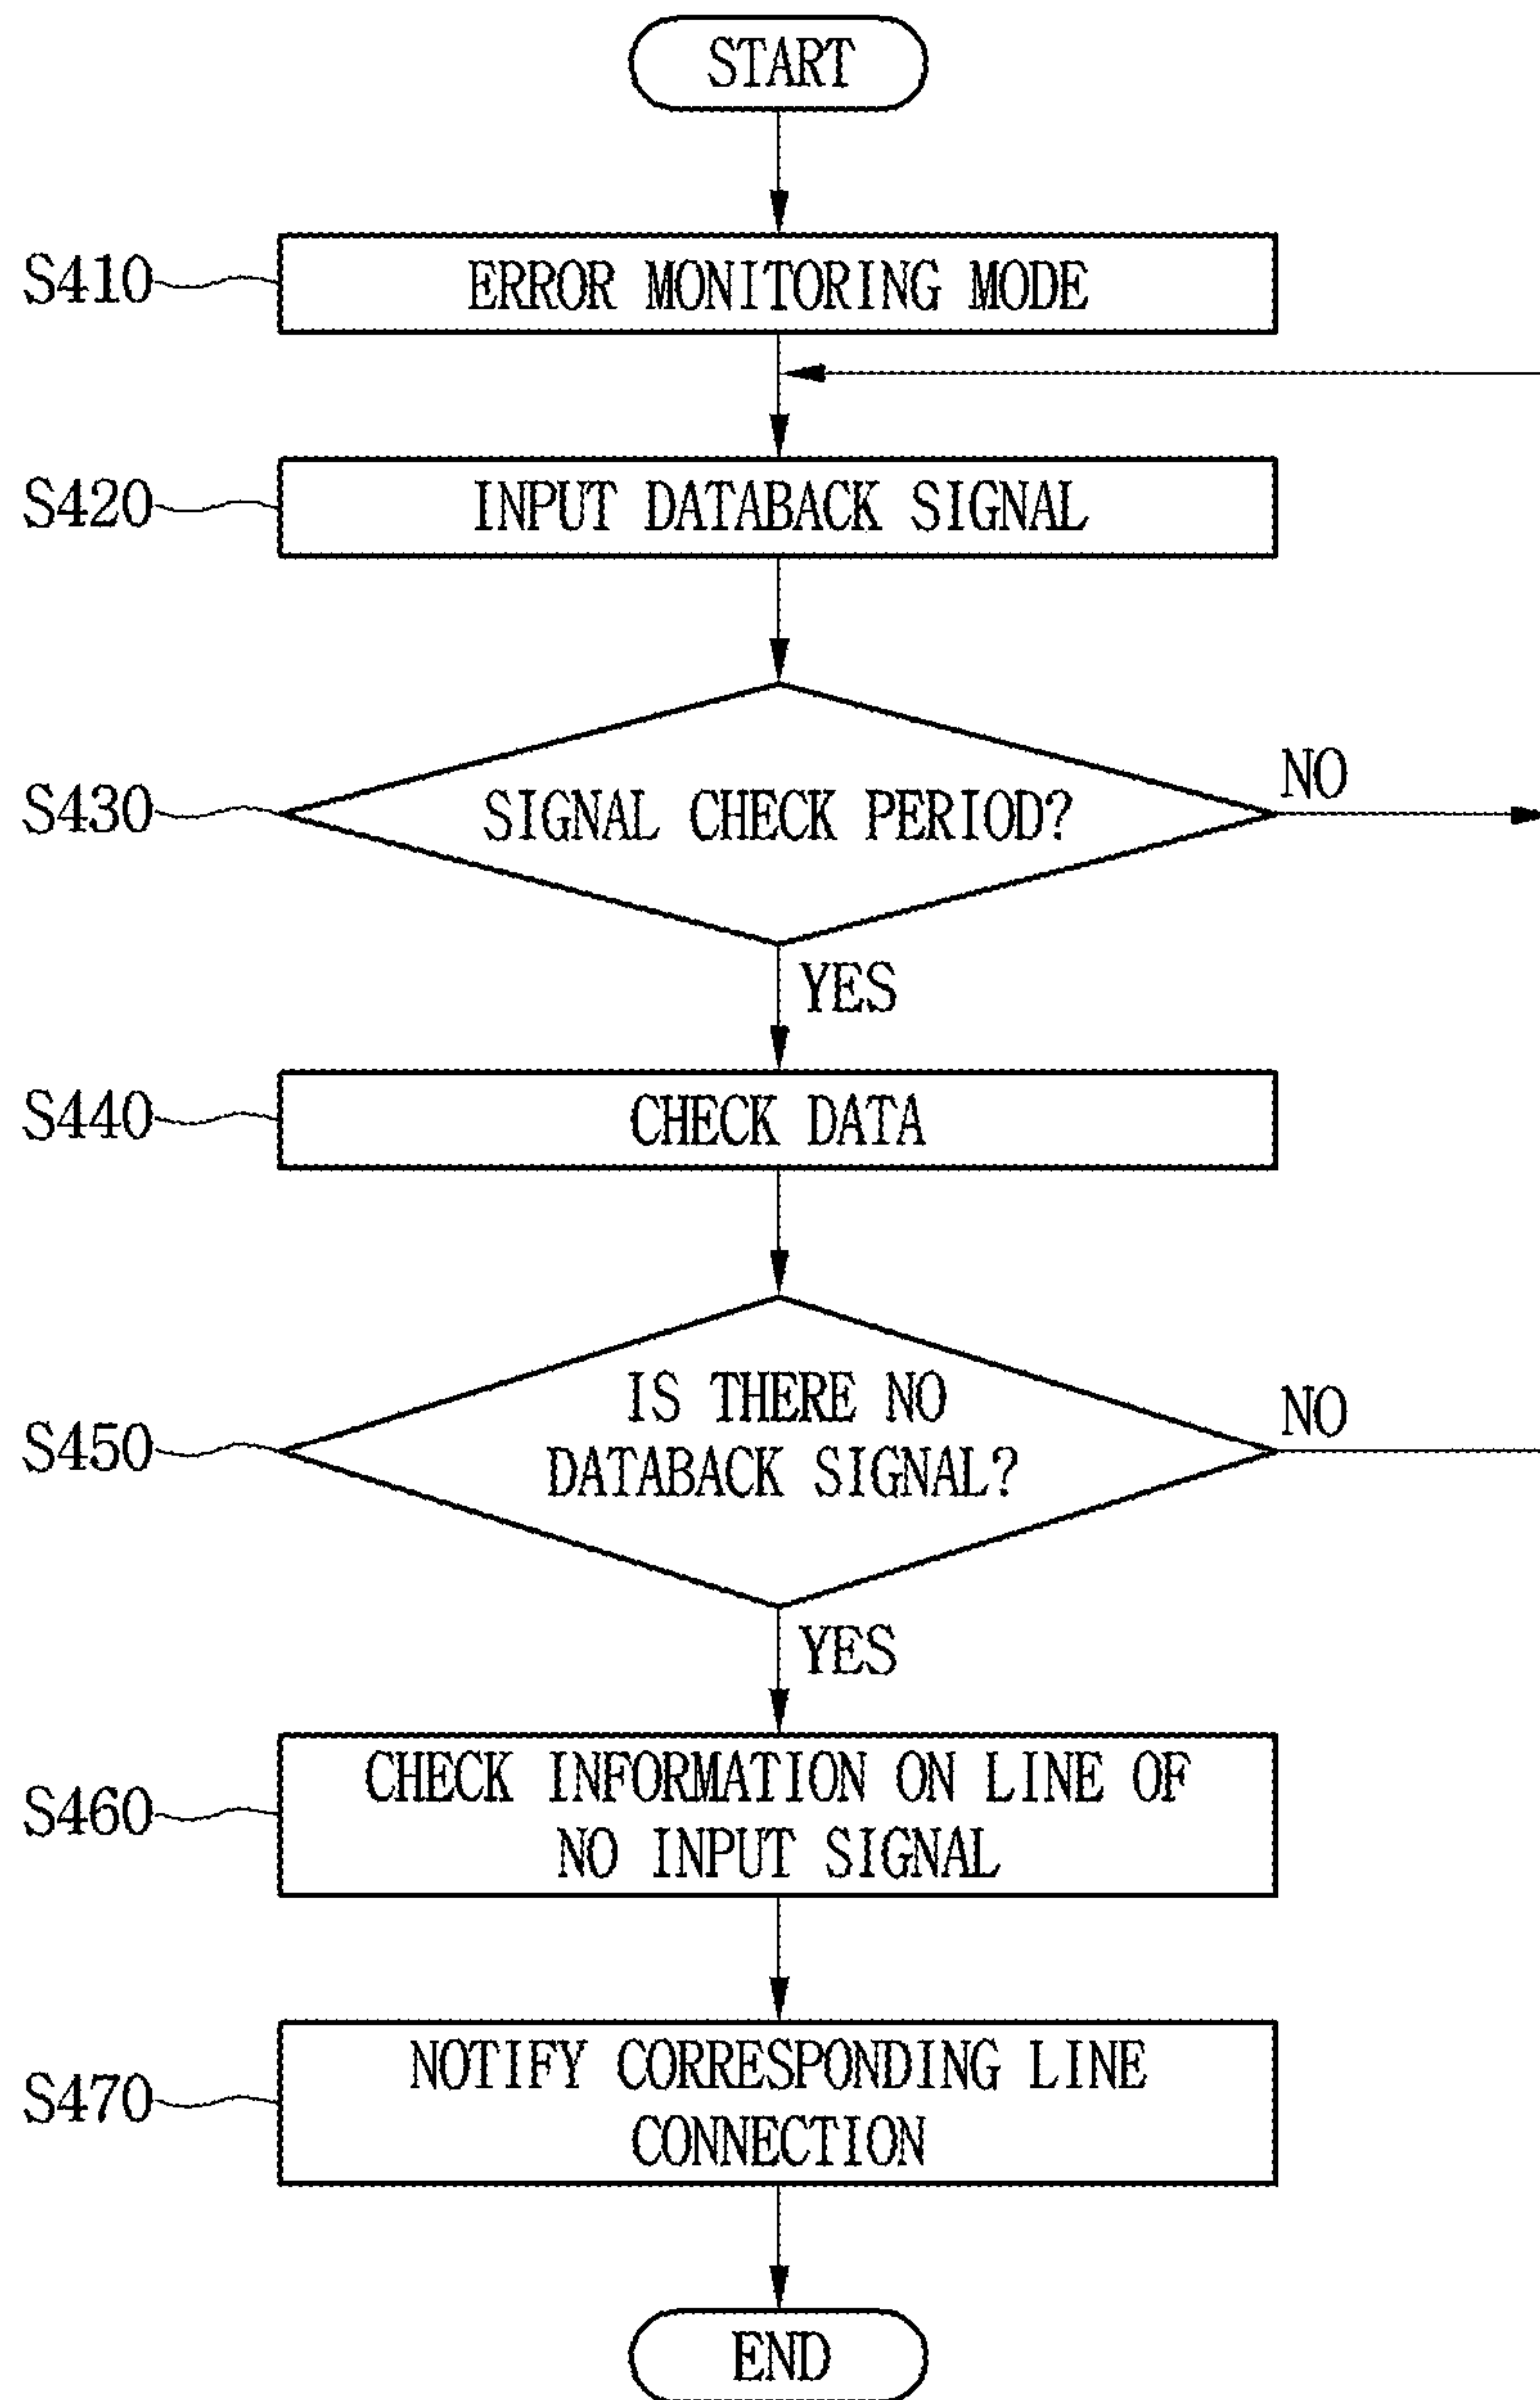 START
S410
ERROR MONITORING MODE
S420
INPUT DATABACK SIGNAL
S430
SIGNAL CHECK PERIOD?
NO
YES
S440
CHECK DATA
S450
IS THERE NO
DATABACK SIGNAL?
NO
YES
S460
CHECK INFORMATION ON LINE OF
NO INPUT SIGNAL
S470
NOTIFY CORRESPONDING LINE
CONNECTION
END